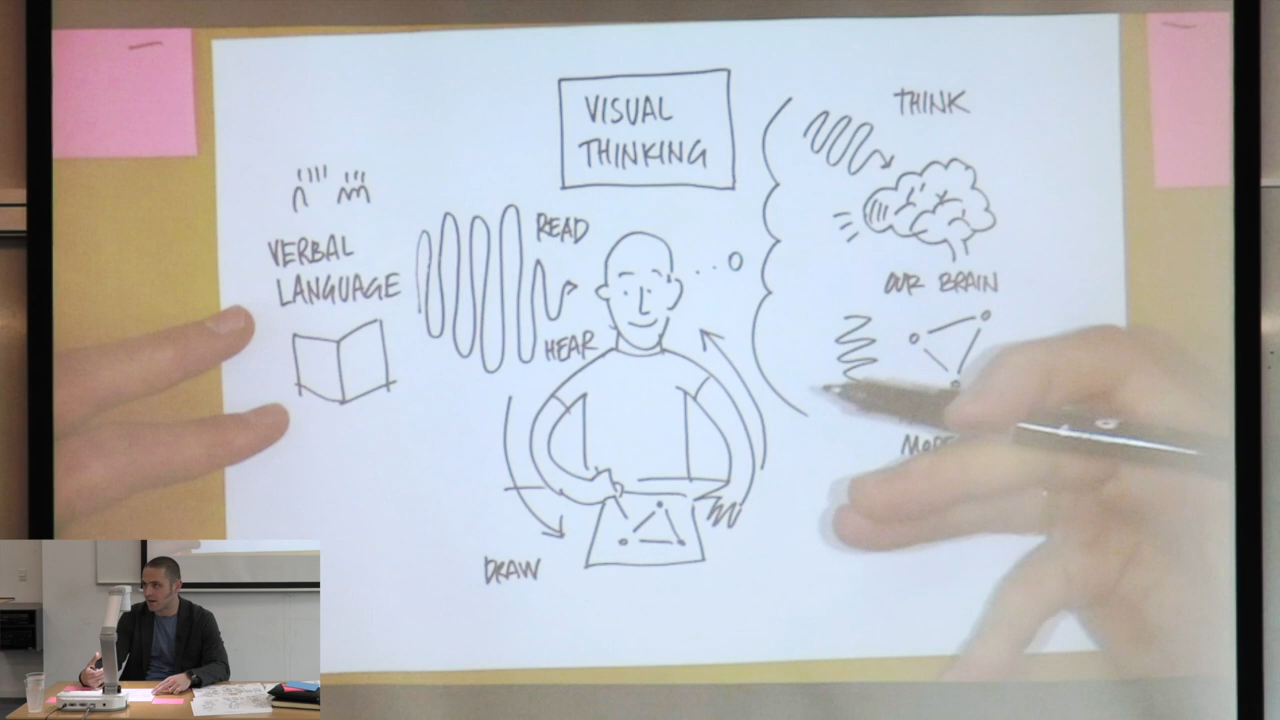 VISUAL
THINKING
THINK
VERBAL
LANGUAGE
READ
HEAR
OUR BRAIN
DRAW